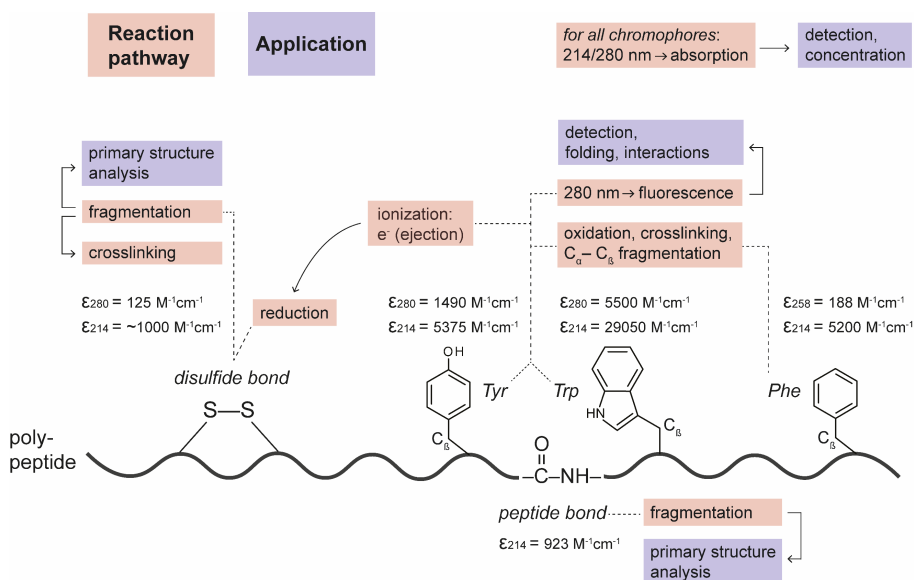 Reaction
pathway
Application
for all chromophores:
214/280 nm → absorption
detection,
concentration
primary structure
analysis
fragmentation
crosslinking
ionization:
e⁻ (ejection)
detection,
folding, interactions
280 nm → fluorescence
oxidation, crosslinking,
Cα– Cß fragmentation
reduction
ε280 = 125 M⁻¹cm⁻¹
ε214 = ~1000 M⁻¹cm⁻¹
ε280 = 1490 M⁻¹cm⁻¹
ε214 = 5375 M⁻¹cm⁻¹
ε280 = 5500 M⁻¹cm⁻¹
ε214 = 29050 M⁻¹cm⁻¹
ε258 = 188 M⁻¹cm⁻¹
ε214 = 5200 M⁻¹cm⁻¹
disulfide bond
S–S
OH
Tyr
Cß
Trp
HN
Cß
Phe
Cß
poly-
peptide
O
–C–NH–
peptide bond
ε214 = 923 M⁻¹cm⁻¹
fragmentation
primary structure
analysis